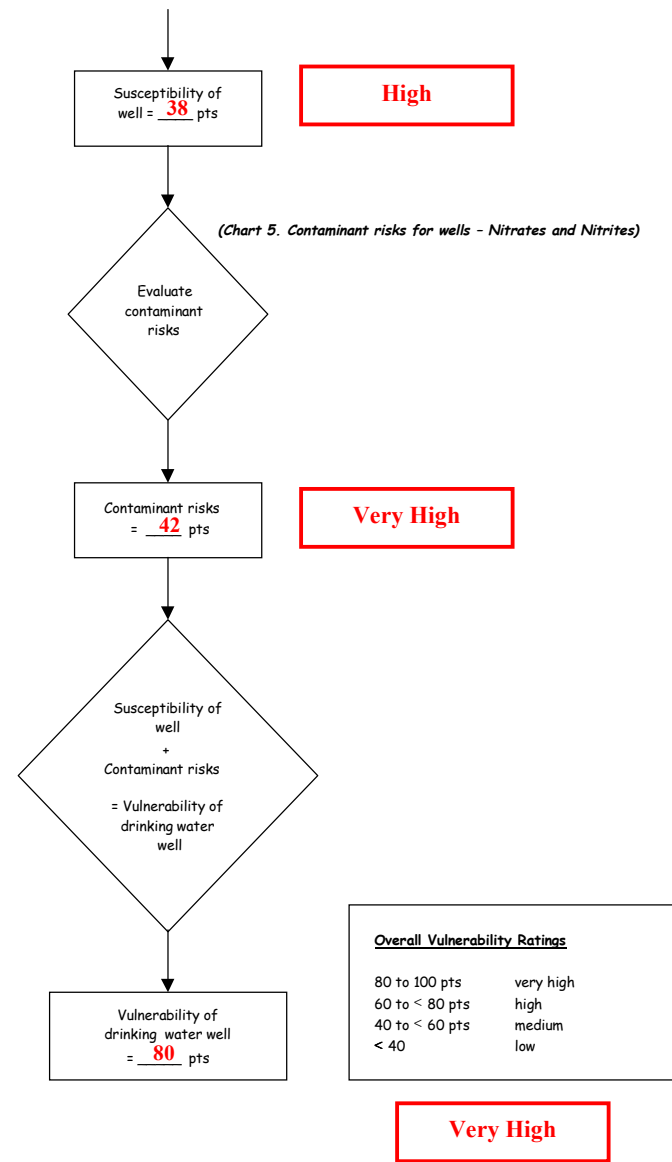 Susceptibility of
well = 38 pts
High
(Chart 5. Contaminant risks for wells – Nitrates and Nitrites)
Evaluate
contaminant
risks
Contaminant risks
= 42 pts
Very High
Susceptibility of
well
+
Contaminant risks
= Vulnerability of
drinking water
well
Overall Vulnerability Ratings
80 to 100 pts very high
60 to < 80 pts high
40 to < 60 pts medium
< 40 low
Vulnerability of
drinking water well
= 80 pts
Very High